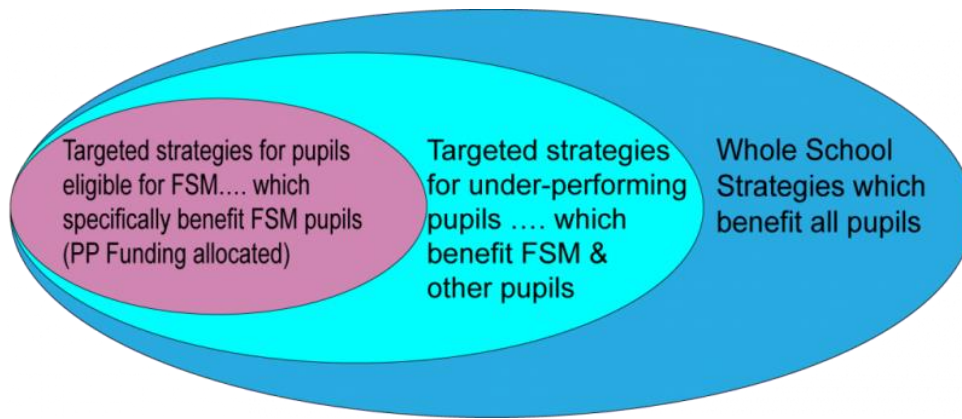 Targeted strategies for pupils
eligible for FSM.... which
specifically benefit FSM pupils
(PP Funding allocated)
Targeted strategies
for under-performing
pupils .... which
benefit FSM &
other pupils
Whole School
Strategies which
benefit all pupils